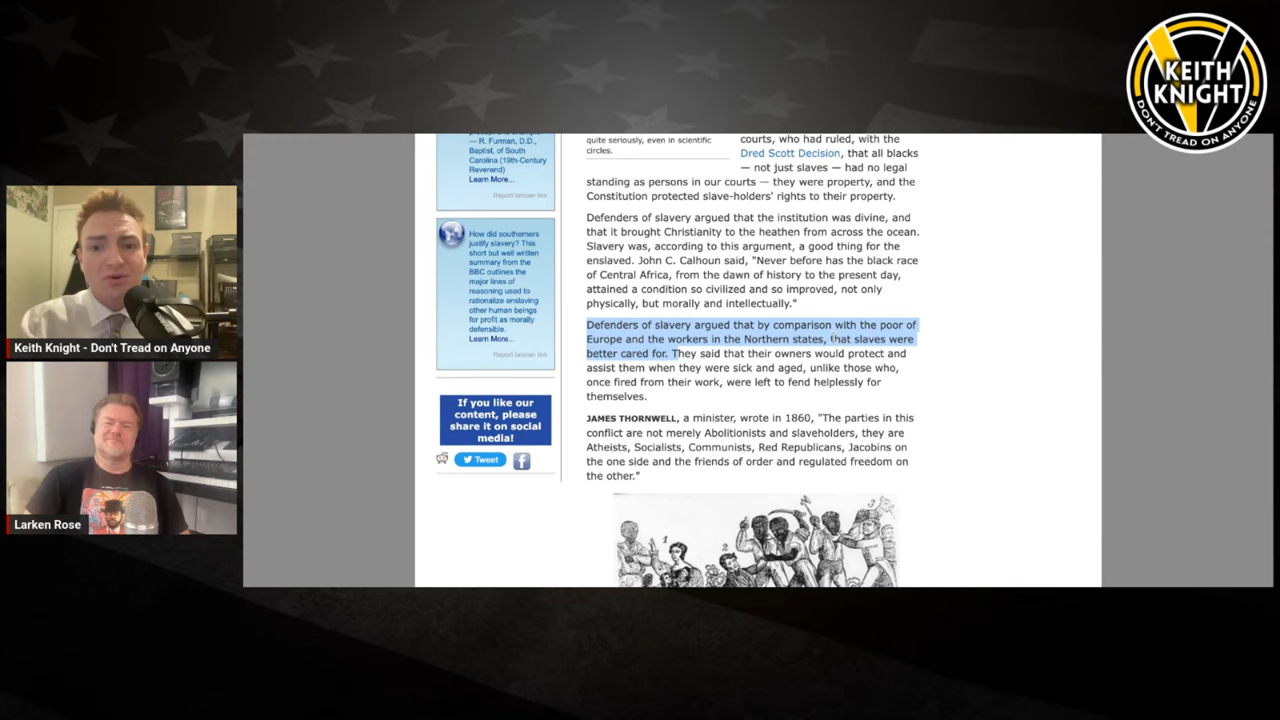 KEITH
KNIGHT
DON'T TREAD ON ANYONE
— R. Furman, D.D.,
Baptist, of South
Carolina (19th-Century
Reverend)
Learn More...
Report broken link
How did southerners
justify slavery? This
short but well written
summary from the
BBC outlines the
major lines of
reasoning used to
rationalize enslaving
other human beings
for profit as morally
defensible.
Learn More...
Report broken link
If you like our
content, please
share it on social
media!
Tweet
quite seriously, even in scientific
circles.
courts, who had ruled, with the
Dred Scott Decision, that all blacks
— not just slaves — had no legal
standing as persons in our courts — they were property, and the
Constitution protected slave-holders' rights to their property.
Defenders of slavery argued that the institution was divine, and
that it brought Christianity to the heathen from across the ocean.
Slavery was, according to this argument, a good thing for the
enslaved. John C. Calhoun said, "Never before has the black race
of Central Africa, from the dawn of history to the present day,
attained a condition so civilized and so improved, not only
physically, but morally and intellectually."
Defenders of slavery argued that by comparison with the poor of
Europe and the workers in the Northern states, that slaves were
better cared for. They said that their owners would protect and
assist them when they were sick and aged, unlike those who,
once fired from their work, were left to fend helplessly for
themselves.
JAMES THORNWELL, a minister, wrote in 1860, "The parties in this
conflict are not merely Abolitionists and slaveholders, they are
Atheists, Socialists, Communists, Red Republicans, Jacobins on
the one side and the friends of order and regulated freedom on
the other."
1
2
3
Keith Knight - Don't Tread on Anyone
Larken Rose